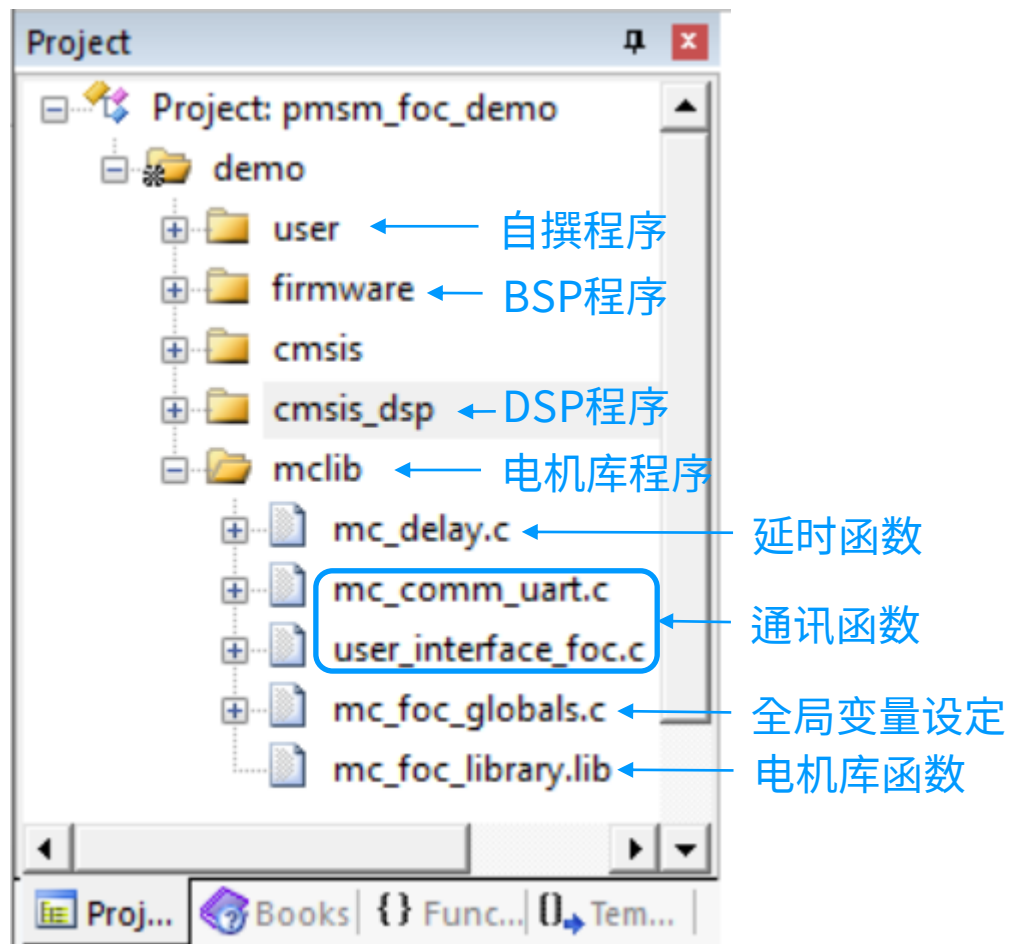 Project
Project: pmsm_foc_demo
demo
user 自撰程序
firmware BSP程序
cmsis
cmsis_dsp DSP程序
mclib 电机库程序
mc_delay.c 延时函数
mc_comm_uart.c
通讯函数
user_interface_foc.c
mc_foc_globals.c 全局变量设定
mc_foc_library.lib 电机库函数
Proj... Books {} Func... Tem...